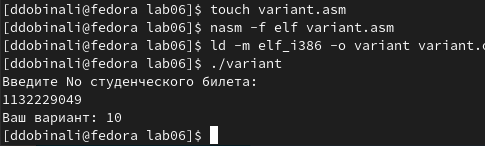 [ddobinali@fedora lab06]$ touch variant.asm
[ddobinali@fedora lab06]$ nasm -f elf variant.asm
[ddobinali@fedora lab06]$ ld -m elf_i386 -o variant variant.o
[ddobinali@fedora lab06]$ ./variant
Введите No студенческого билета:
1132229049
Ваш вариант: 10
[ddobinali@fedora lab06]$